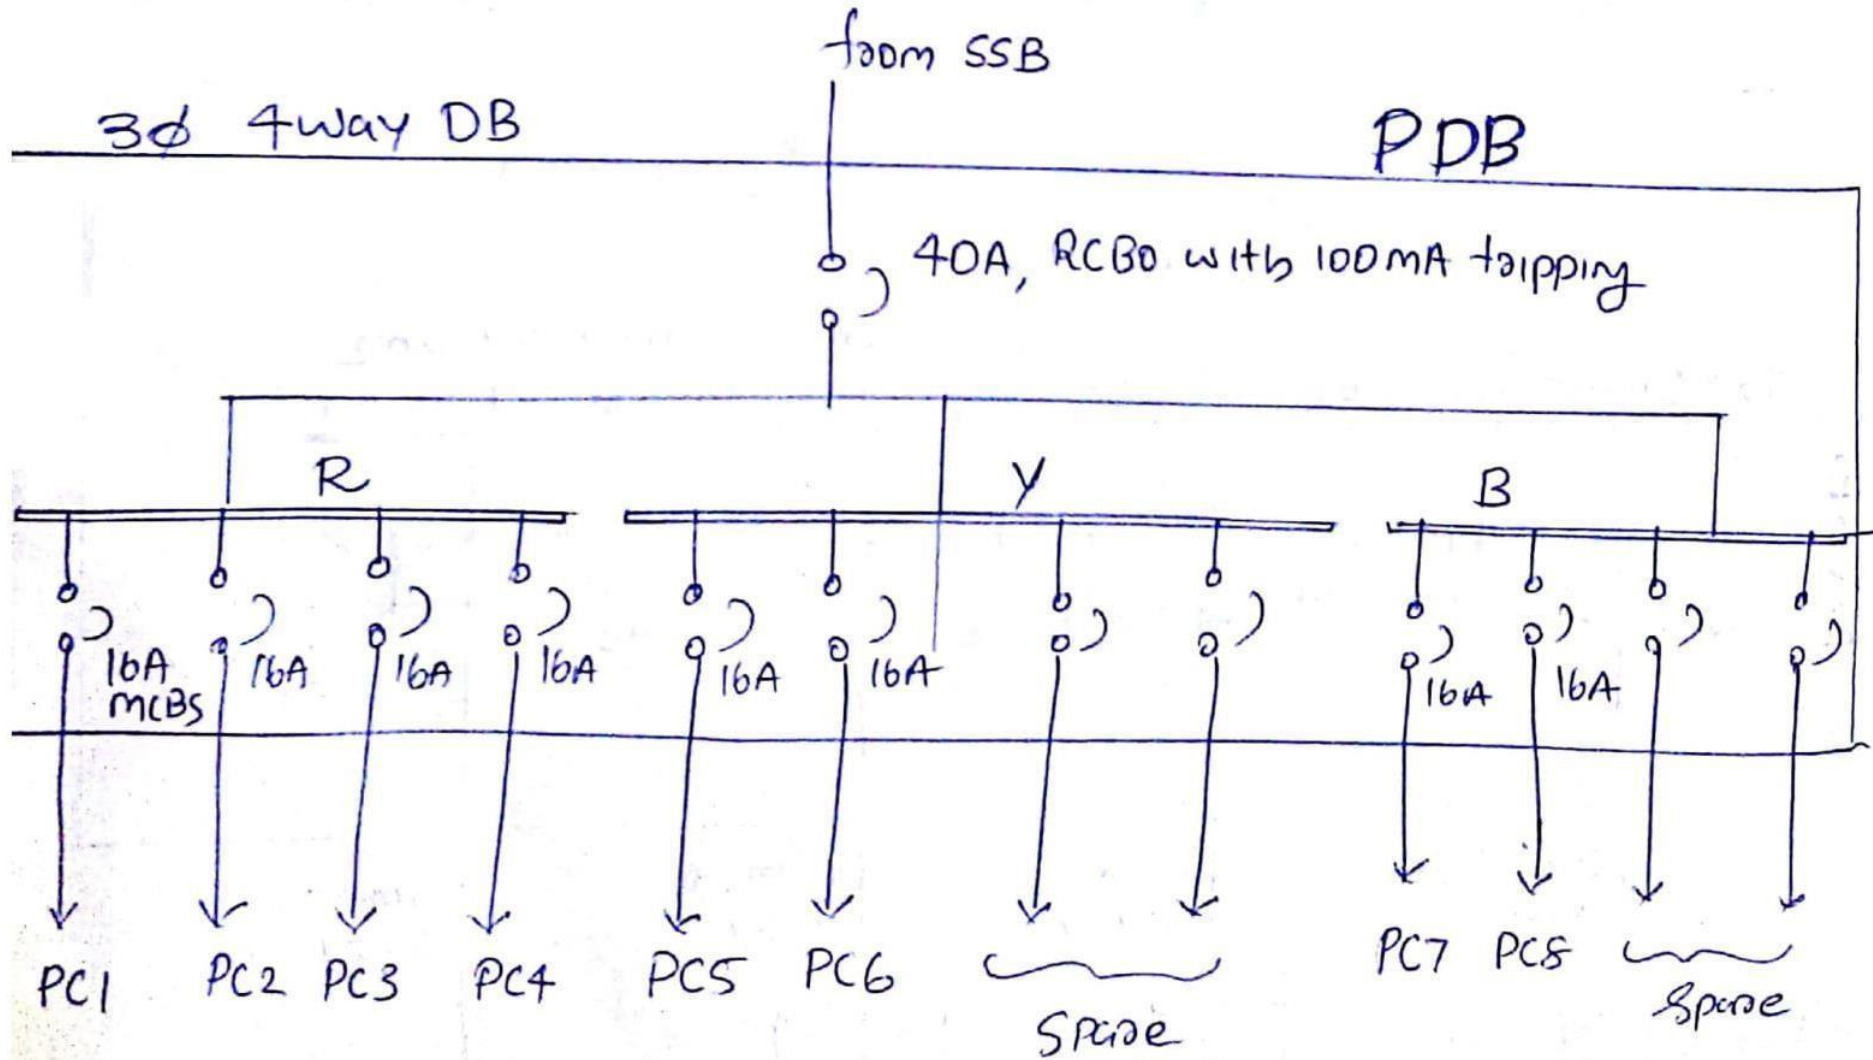 from SSB
3ϕ 4way DB
PDB
40A, RCBO with 100mA tripping
R
Y
B
16A
MCBS
16A
16A
16A
16A
16A
16A
16A
PC1
PC2
PC3
PC4
PC5
PC6
Spare
PC7
PC8
Spare